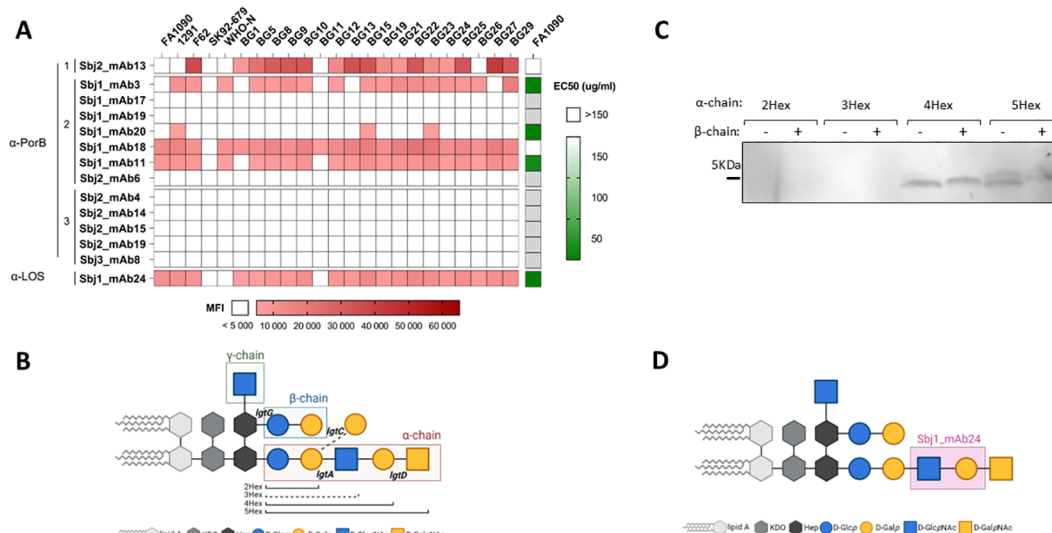 A
FA1090
1291
F62
SK92-679
WHO-N
BG1
BG5
BG8
BG9
BG10
BG11
BG12
BG13
BG15
BG19
BG21
BG22
BG23
BG24
BG25
BG26
BG27
BG29
FA1090
1 Sbj2_mAb13
Sbj1_mAb3
Sbj1_mAb17
Sbj1_mAb19
2
Sbj1_mAb20
α-PorB
Sbj1_mAb18
Sbj1_mAb11
Sbj2_mAb6
Sbj2_mAb4
Sbj2_mAb14
3
Sbj2_mAb15
Sbj2_mAb19
Sbj3_mAb8
α-LOS Sbj1_mAb24
EC50 (ug/ml)
>150
150
100
50
MFI
< 5 000 10 000 20 000 30 000 40 000 50 000 60 000
B
γ-chain
β-chain
lgtG
lgtC
α-chain
lgtA lgtD
2Hex
3Hex
4Hex
5Hex
C
α-chain: 2Hex 3Hex 4Hex 5Hex
β-chain: - + - + - + - +
5KDa
D
Sbj1_mAb24
lipid A KDO Hep D-Glcp D-Galp D-GlcpNAc D-GalpNAc